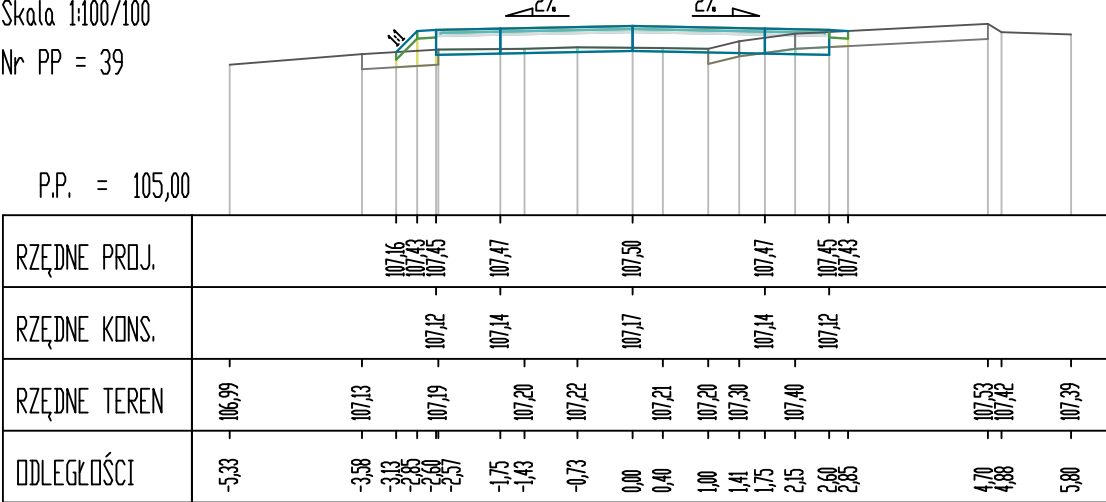 Skala 1:100/100
2% 2%
1:1
Nr PP = 39
P.P. = 105,00
RZĘDNE PROJ. 107,16 107,43 107,45 107,47 107,50 107,47 107,45 107,43
RZĘDNE KONS. 107,12 107,14 107,17 107,14 107,12
RZĘDNE TEREN 106,99 107,13 107,19 107,20 107,22 107,21 107,20 107,30 107,40 107,53 107,42 107,39
ODLEGŁOŚCI -5,33 -3,58 -3,13 -2,85 -2,60 -2,57 -1,75 -1,43 -0,73 0,00 0,40 1,00 1,41 1,75 2,15 2,60 2,85 4,70 4,88 5,80